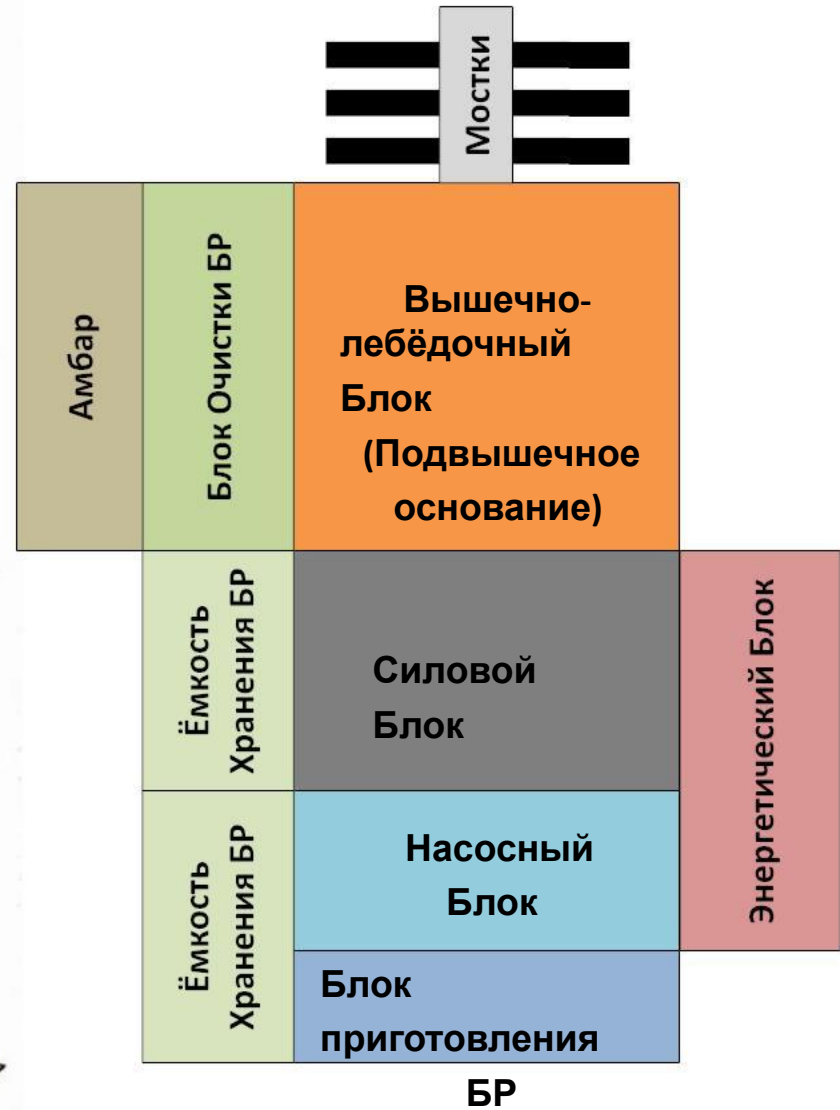 Мостки
Амбар
Блок Очистки БР
Вышечно-
лебёдочный
Блок
(Подвышечное
основание)
Ёмкость
Хранения БР
Силовой
Блок
Энергетический Блок
Ёмкость
Хранения БР
Насосный
Блок
Блок
приготовления
БР